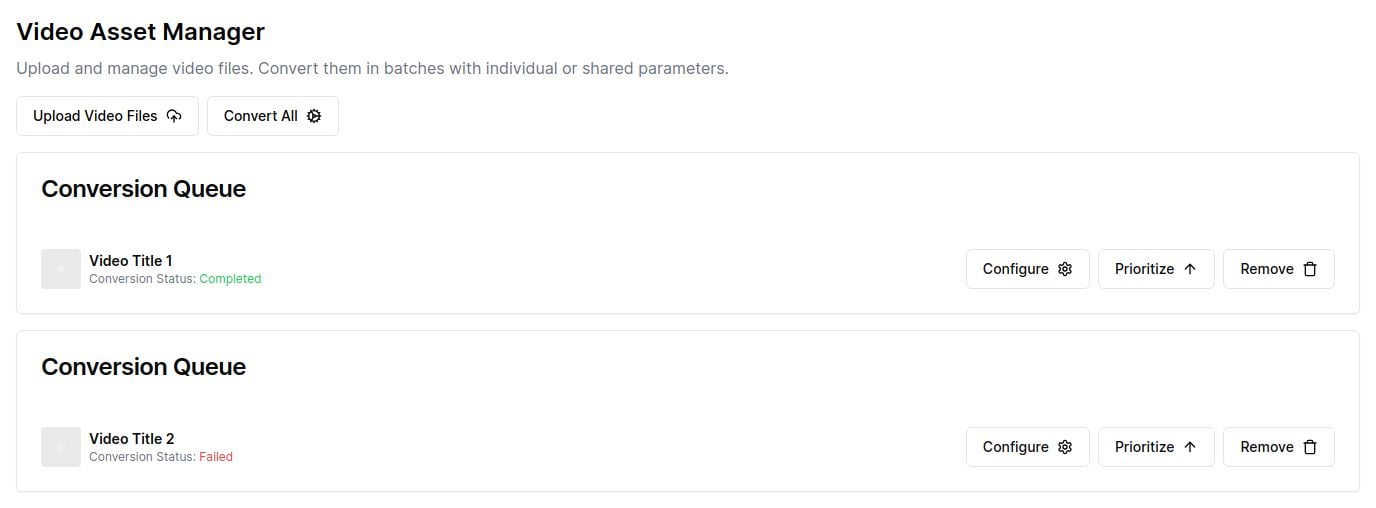 Video Asset Manager
Upload and manage video files. Convert them in batches with individual or shared parameters.
Upload Video Files Convert All
Conversion Queue
Video Title 1
Conversion Status: Completed
Configure Prioritize Remove
Conversion Queue
Video Title 2
Conversion Status: Failed
Configure Prioritize Remove